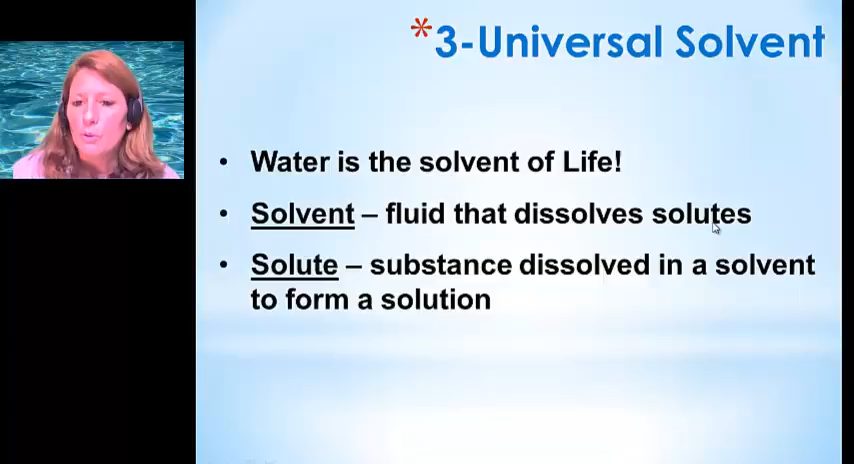 *3-Universal Solvent
• Water is the solvent of Life!
• Solvent – fluid that dissolves solutes
• Solute – substance dissolved in a solvent
to form a solution